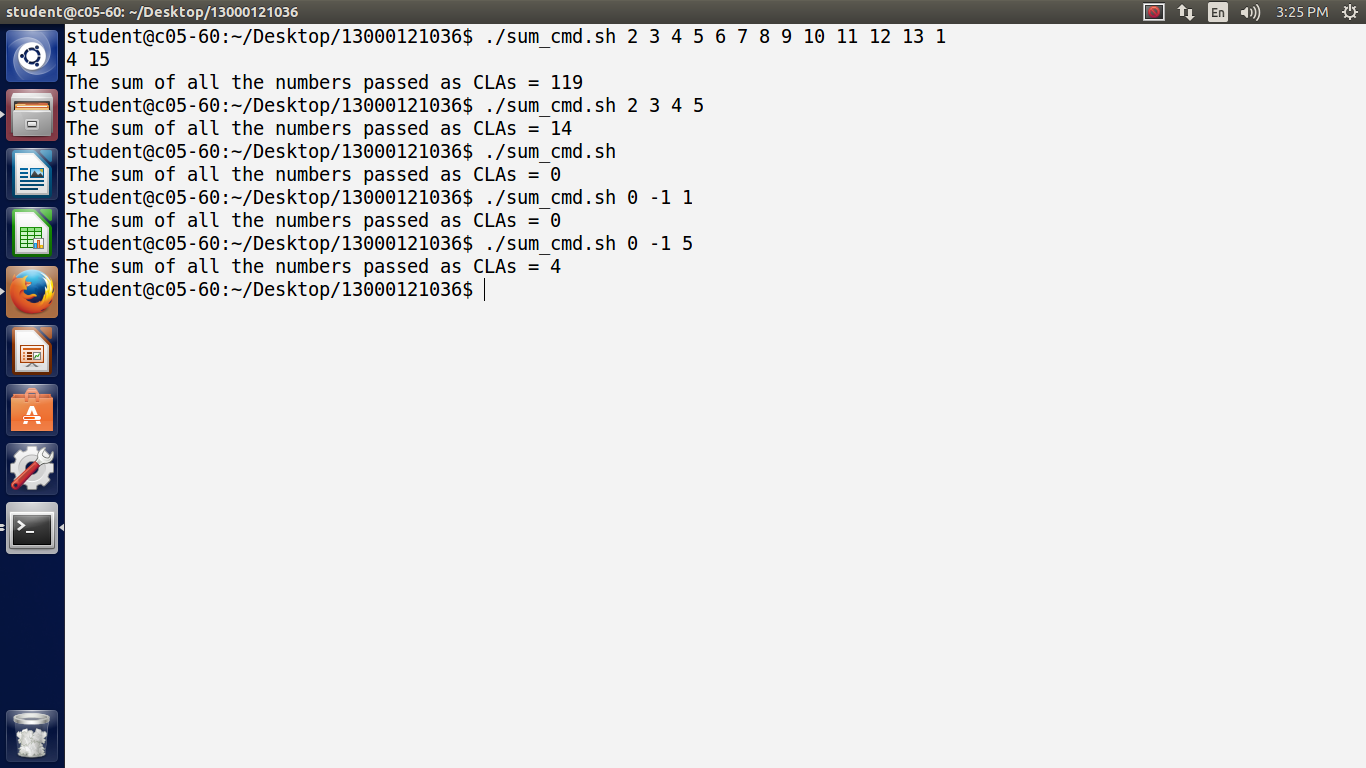 student@c05-60: ~/Desktop/13000121036
En
3:25 PM
student@c05-60:~/Desktop/13000121036$ ./sum_cmd.sh 2 3 4 5 6 7 8 9 10 11 12 13 1
4 15
The sum of all the numbers passed as CLAs = 119
student@c05-60:~/Desktop/13000121036$ ./sum_cmd.sh 2 3 4 5
The sum of all the numbers passed as CLAs = 14
student@c05-60:~/Desktop/13000121036$ ./sum_cmd.sh
The sum of all the numbers passed as CLAs = 0
student@c05-60:~/Desktop/13000121036$ ./sum_cmd.sh 0 -1 1
The sum of all the numbers passed as CLAs = 0
student@c05-60:~/Desktop/13000121036$ ./sum_cmd.sh 0 -1 5
The sum of all the numbers passed as CLAs = 4
student@c05-60:~/Desktop/13000121036$